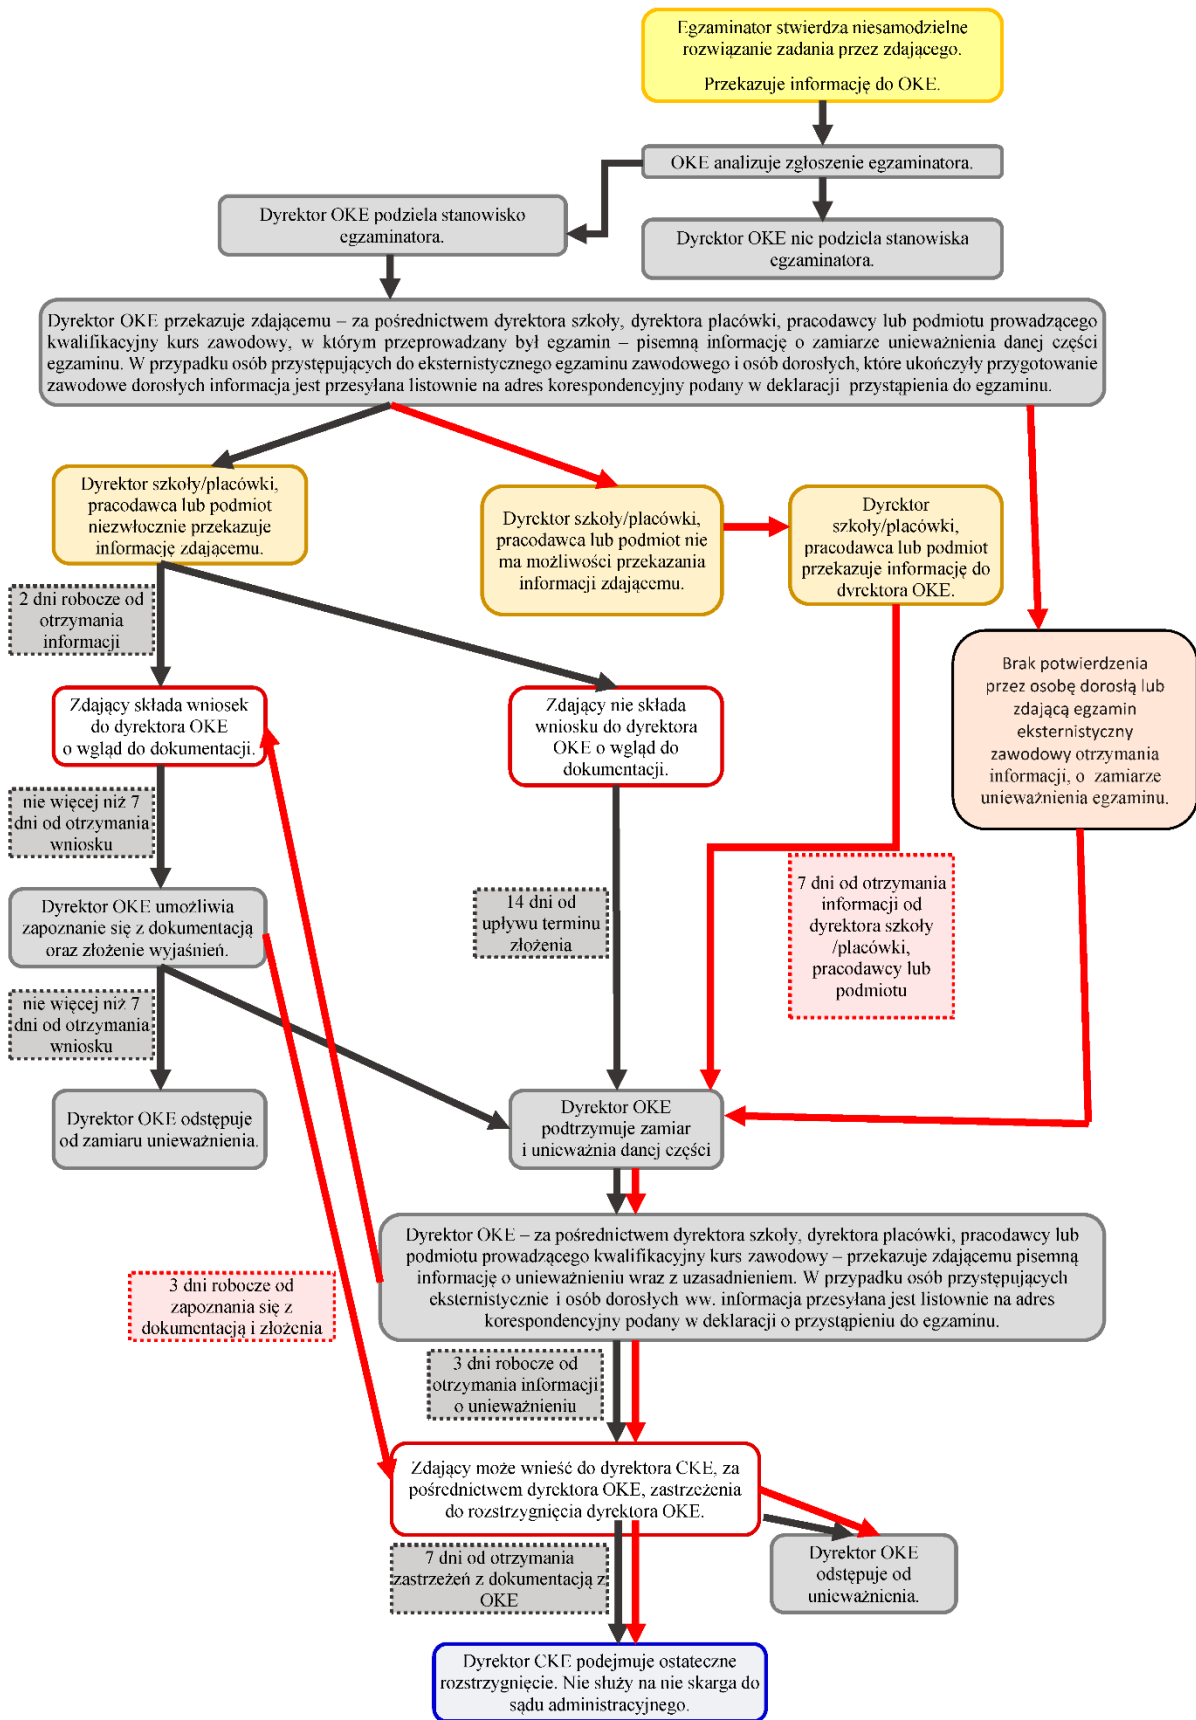 Egzaminator stwierdza niesamodzielne
rozwiązanie zadania przez zdającego.
Przekazuje informację do OKE.
OKE analizuje zgłoszenie egzaminatora.
Dyrektor OKE podziela stanowisko
egzaminatora.
Dyrektor OKE nie podziela stanowiska
egzaminatora.
Dyrektor OKE przekazuje zdającemu – za pośrednictwem dyrektora szkoły, dyrektora placówki, pracodawcy lub podmiotu prowadzącego
kwalifikacyjny kurs zawodowy, w którym przeprowadzany był egzamin – pisemną informację o zamiarze unieważnienia danej części
egzaminu. W przypadku osób przystępujących do eksternistycznego egzaminu zawodowego i osób dorosłych, które ukończyły przygotowanie
zawodowe dorosłych informacja jest przesyłana listownie na adres korespondencyjny podany w deklaracji przystąpienia do egzaminu.
Dyrektor szkoły/placówki,
pracodawca lub podmiot
niezwłocznie przekazuje
informację zdającemu.
Dyrektor szkoły/placówki,
pracodawca lub podmiot nie
ma możliwości przekazania
informacji zdającemu.
Dyrektor
szkoły/placówki,
pracodawca lub podmiot
przekazuje informację do
dyrektora OKE.
2 dni robocze od
otrzymania
informacji
Brak potwierdzenia
przez osobę dorosłą lub
zdającą egzamin
eksternistyczny
zawodowy otrzymania
informacji, o zamiarze
unieważnienia egzaminu.
Zdający składa wniosek
do dyrektora OKE
o wgląd do dokumentacji.
Zdający nie składa
wniosku do dyrektora
OKE o wgląd do
dokumentacji.
nie więcej niż 7
dni od otrzymania
wniosku
Dyrektor OKE umożliwia
zapoznanie się z dokumentacją
oraz złożenie wyjaśnień.
14 dni od
upływu terminu
złożenia
7 dni od otrzymania
informacji od
dyrektora szkoły
/placówki,
pracodawcy lub
podmiotu
nie więcej niż 7
dni od otrzymania
wniosku
Dyrektor OKE odstępuje
od zamiaru unieważnienia.
Dyrektor OKE
podtrzymuje zamiar
i unieważnia danej części
Dyrektor OKE – za pośrednictwem dyrektora szkoły, dyrektora placówki, pracodawcy lub
podmiotu prowadzącego kwalifikacyjny kurs zawodowy – przekazuje zdającemu pisemną
informację o unieważnieniu wraz z uzasadnieniem. W przypadku osób przystępujących
eksternistycznie i osób dorosłych ww. informacja przesyłana jest listownie na adres
korespondencyjny podany w deklaracji o przystąpieniu do egzaminu.
3 dni robocze od
zapoznania się z
dokumentacją i złożenia
3 dni robocze od
otrzymania informacji
o unieważnieniu
Zdający może wnieść do dyrektora CKE, za
pośrednictwem dyrektora OKE, zastrzeżenia
do rozstrzygnięcia dyrektora OKE.
7 dni od otrzymania
zastrzeżeń z dokumentacją z
OKE
Dyrektor OKE
odstępuje od
unieważnienia.
Dyrektor CKE podejmuje ostateczne
rozstrzygnięcie. Nie służy na nie skarga do
sądu administracyjnego.